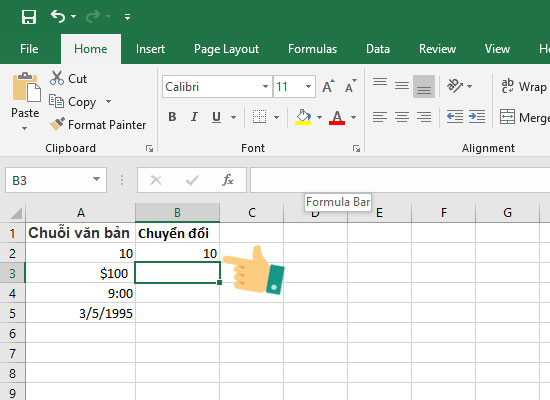 File Home Insert Page Layout Formulas Data Review View He
Cut
Copy
Format Painter
Paste
Clipboard
Calibri 11 A A
B I U A
Font
ab c Wrap
Merge
Alignment
B3 fx
Formula Bar
A B C D E F G
1 Chuỗi văn bản Chuyển đổi
2 10 10
3 $100
4 9:00
5 3/5/1995
6
7
8
9